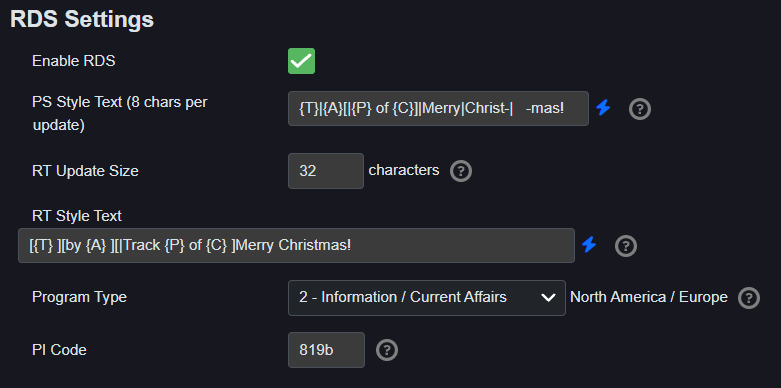 RDS Settings
Enable RDS
PS Style Text (8 chars per
update)
{T}|{A}[|{P} of {C}]|Merry|Christ-|   -mas!
?
RT Update Size
32
characters
?
RT Style Text
[{T} ][by {A} ][|Track {P} of {C} ]Merry Christmas!
?
Program Type
2 - Information / Current Affairs
North America / Europe
?
PI Code
819b
?